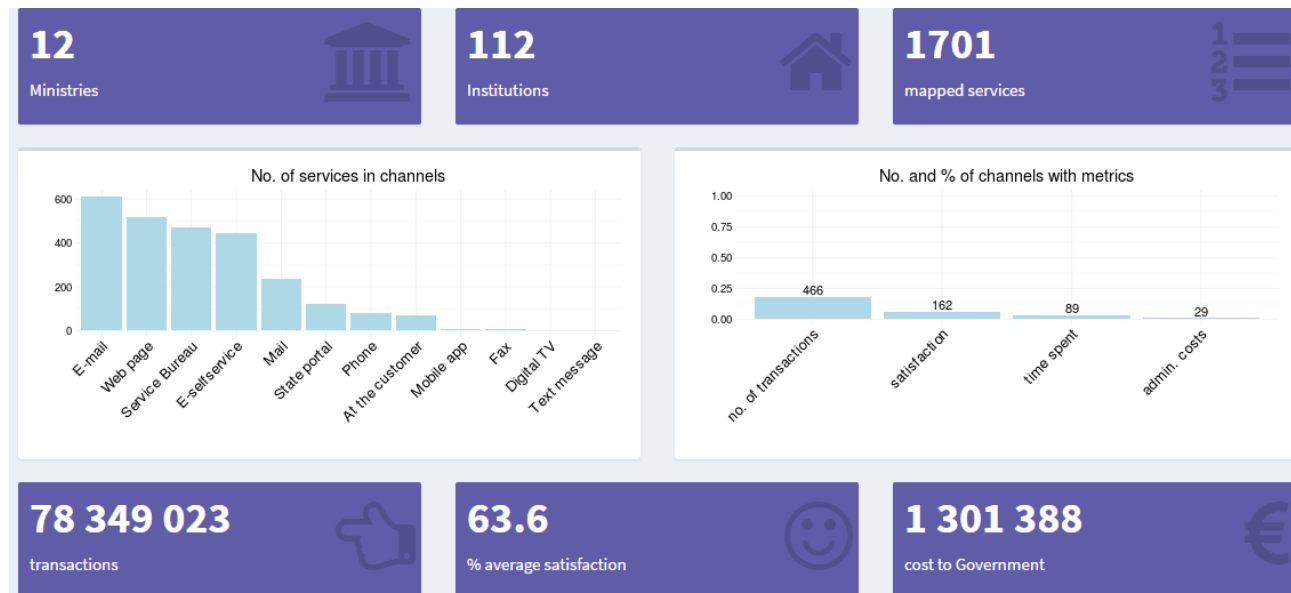 12
Ministries
112
Institutions
1701
mapped services
1
2
3
No. of services in channels
600
400
200
0
E-mail
Web page
Service Bureau
E-selfservice
Mail
State portal
Phone
At the customer
Mobile app
Fax
Digital TV
Text message
No. and % of channels with metrics
1.00
0.75
0.50
0.25
0.00
466
162
89
29
no. of transactions
satisfaction
time spent
admin. costs
78 349 023
transactions
63.6
% average satisfaction
1 301 388
cost to Government
€